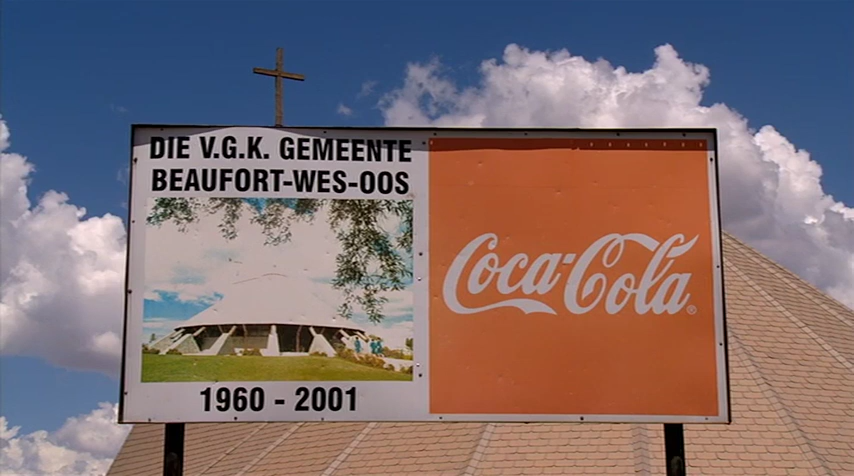 DIE V.G.K. GEMEENTE
BEAUFORT-WES-OOS
1960 - 2001
Coca-Cola®